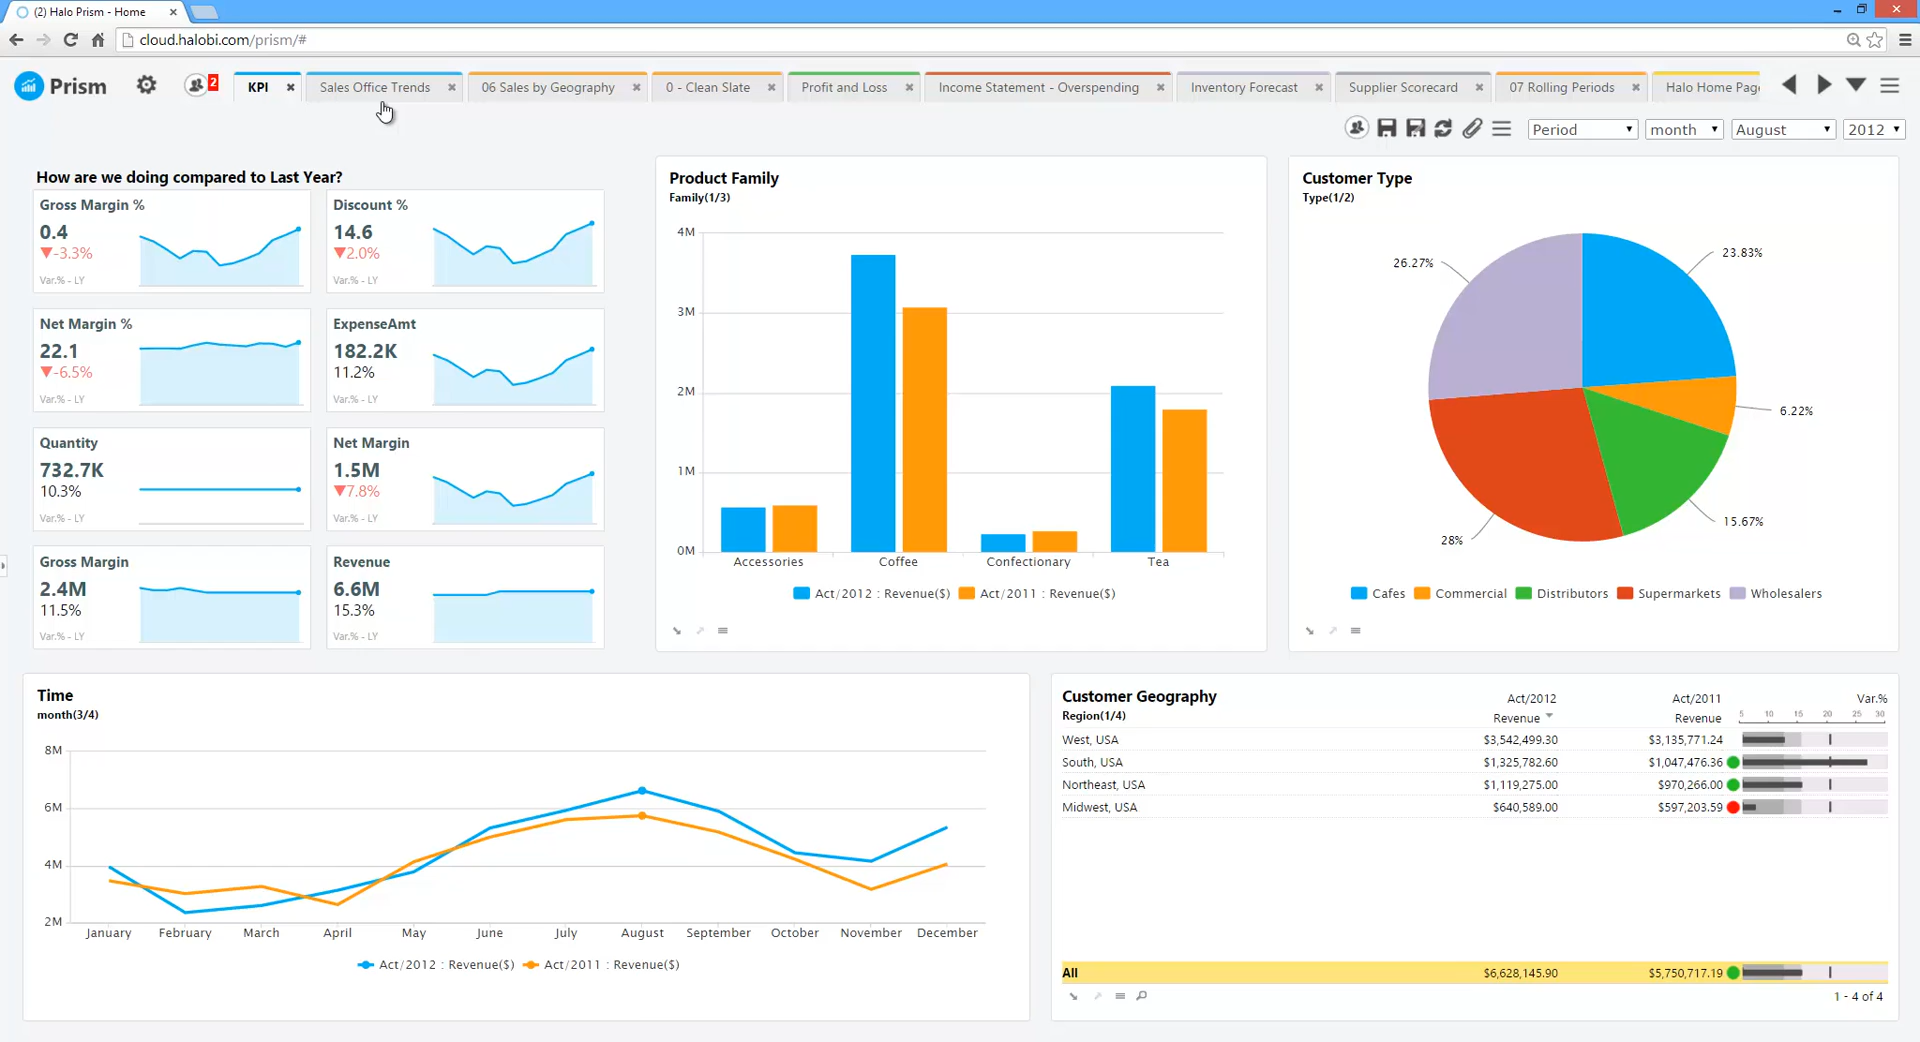 (2) Halo Prism - Home
cloud.halobi.com/prism/#
Prism
2
KPI
Sales Office Trends
06 Sales by Geography
0 - Clean Slate
Profit and Loss
Income Statement - Overspending
Inventory Forecast
Supplier Scorecard
07 Rolling Periods
Halo Home Page
Period
month
August
2012
How are we doing compared to Last Year?
Gross Margin %
0.4
▼-3.3%
Var.% - LY
Discount %
14.6
▼2.0%
Var.% - LY
Net Margin %
22.1
▼-6.5%
Var.% - LY
ExpenseAmt
182.2K
11.2%
Var.% - LY
Quantity
732.7K
10.3%
Var.% - LY
Net Margin
1.5M
▼7.8%
Var.% - LY
Gross Margin
2.4M
11.5%
Var.% - LY
Revenue
6.6M
15.3%
Var.% - LY
Product Family
Family(1/3)
4M
3M
2M
1M
0M
Accessories Coffee Confectionary Tea
Act/2012 : Revenue($) Act/2011 : Revenue($)
Customer Type
Type(1/2)
26.27%
23.83%
6.22%
15.67%
28%
Cafes Commercial Distributors Supermarkets Wholesalers
Time
month(3/4)
8M
6M
4M
2M
January February March April May June July August September October November December
Act/2012 : Revenue($) Act/2011 : Revenue($)
Customer Geography
Region(1/4)
Act/2012 Act/2011 Var.%
Revenue Revenue 5 10 15 20 25 30
West, USA $3,542,499.30 $3,135,771.24
South, USA $1,325,782.60 $1,047,476.36
Northeast, USA $1,119,275.00 $970,266.00
Midwest, USA $640,589.00 $597,203.59
All $6,628,145.90 $5,750,717.19
1 - 4 of 4